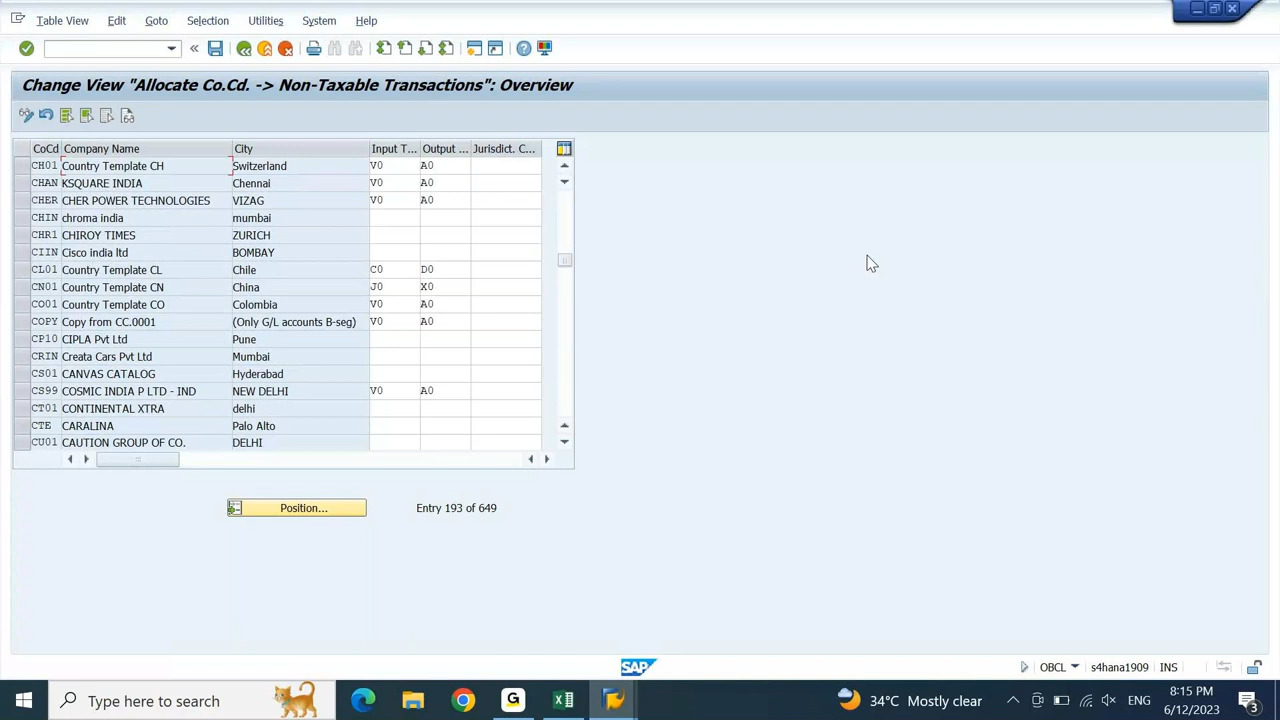 Table View Edit Goto Selection Utilities System Help
Change View "Allocate Co.Cd. -> Non-Taxable Transactions": Overview
CoCd Company Name City Input T... Output ... Jurisdict. C...
CH01 Country Template CH Switzerland V0 A0
CHAN KSQUARE INDIA Chennai V0 A0
CHER CHER POWER TECHNOLOGIES VIZAG V0 A0
CHIN chroma india mumbai
CHR1 CHIROY TIMES ZURICH
CIIN Cisco india ltd BOMBAY
CL01 Country Template CL Chile C0 D0
CN01 Country Template CN China J0 X0
CO01 Country Template CO Colombia V0 A0
COPY Copy from CC.0001 (Only G/L accounts B-seg) V0 A0
CP10 CIPLA Pvt Ltd Pune
CRIN Creata Cars Pvt Ltd Mumbai
CS01 CANVAS CATALOG Hyderabad
CS99 COSMIC INDIA P LTD - IND NEW DELHI V0 A0
CT01 CONTINENTAL XTRA delhi
CTE CARALINA Palo Alto
CU01 CAUTION GROUP OF CO. DELHI
Position... Entry 193 of 649
SAP OBCL s4hana1909 INS
Type here to search 34°C Mostly clear ENG 8:15 PM
6/12/2023 3